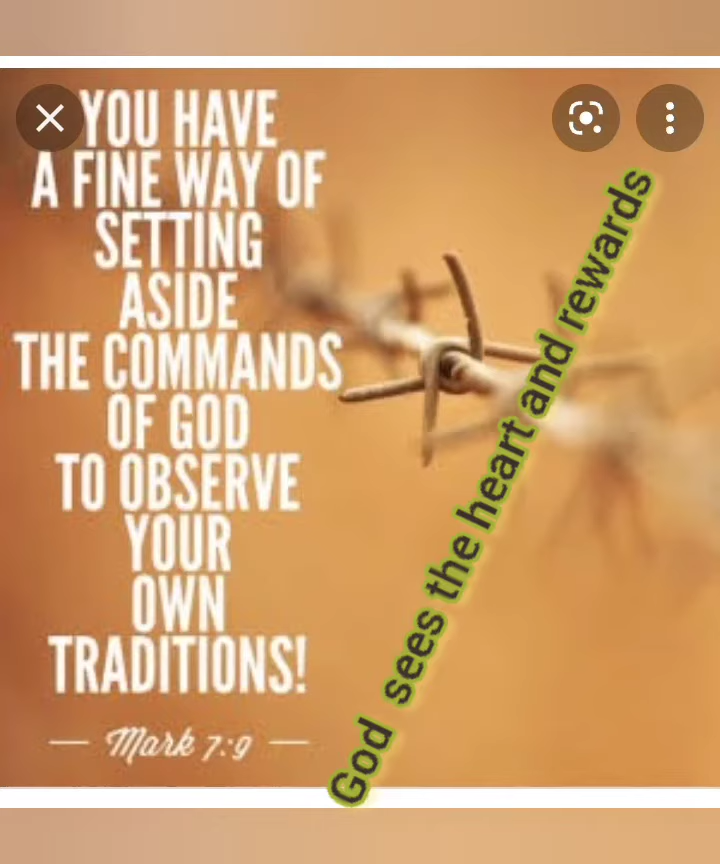 YOU HAVE
A FINE WAY OF
SETTING
ASIDE
THE COMMANDS
OF GOD
TO OBSERVE
YOUR
OWN
TRADITIONS!
— Mark 7:9 —
God sees the heart and rewards